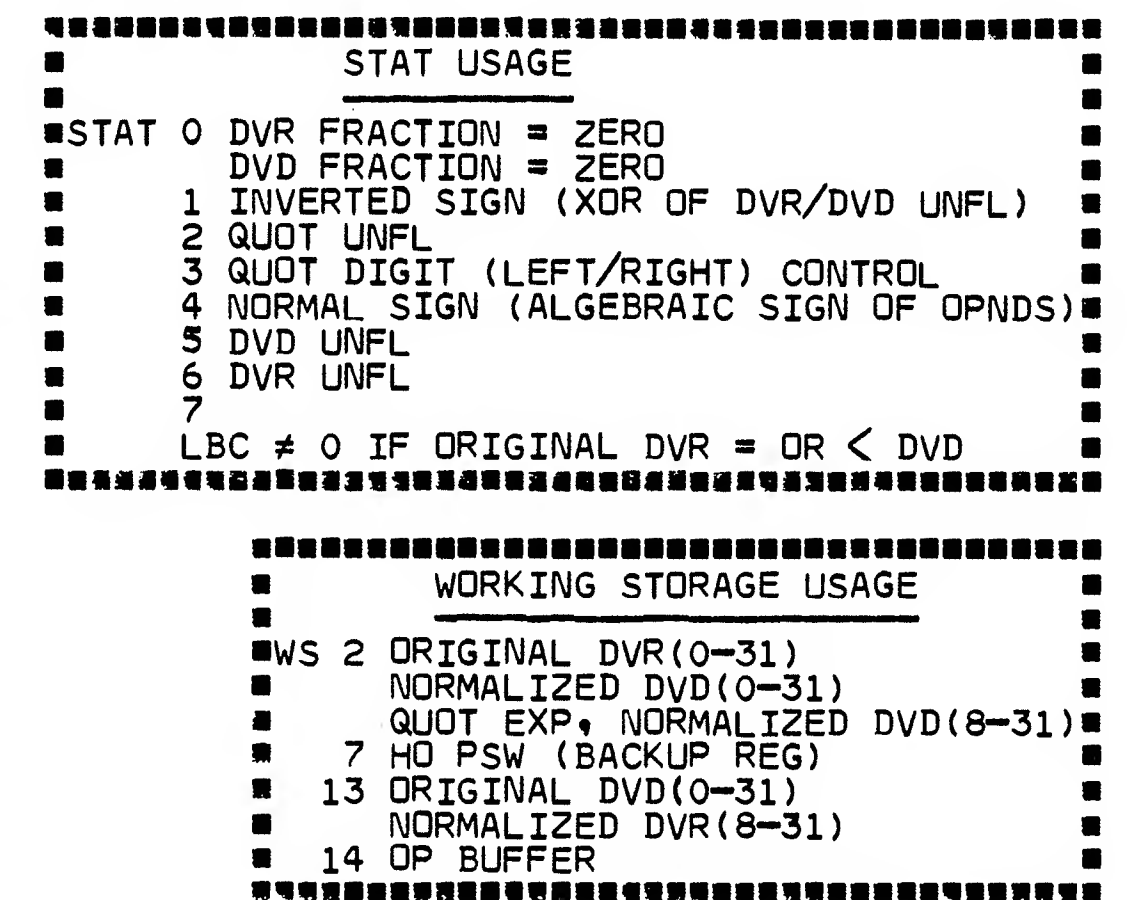 STAT USAGE
STAT 0 DVR FRACTION = ZERO
DVD FRACTION = ZERO
1 INVERTED SIGN (XOR OF DVR/DVD UNFL)
2 QUOT UNFL
3 QUOT DIGIT (LEFT/RIGHT) CONTROL
4 NORMAL SIGN (ALGEBRAIC SIGN OF OPNDS)
5 DVD UNFL
6 DVR UNFL
7
LBC ≠ 0 IF ORIGINAL DVR = OR < DVD
WORKING STORAGE USAGE
WS 2 ORIGINAL DVR(0-31)
NORMALIZED DVD(0-31)
QUOT EXP, NORMALIZED DVD(8-31)
7 HO PSW (BACKUP REG)
13 ORIGINAL DVD(0-31)
NORMALIZED DVR(8-31)
14 OP BUFFER